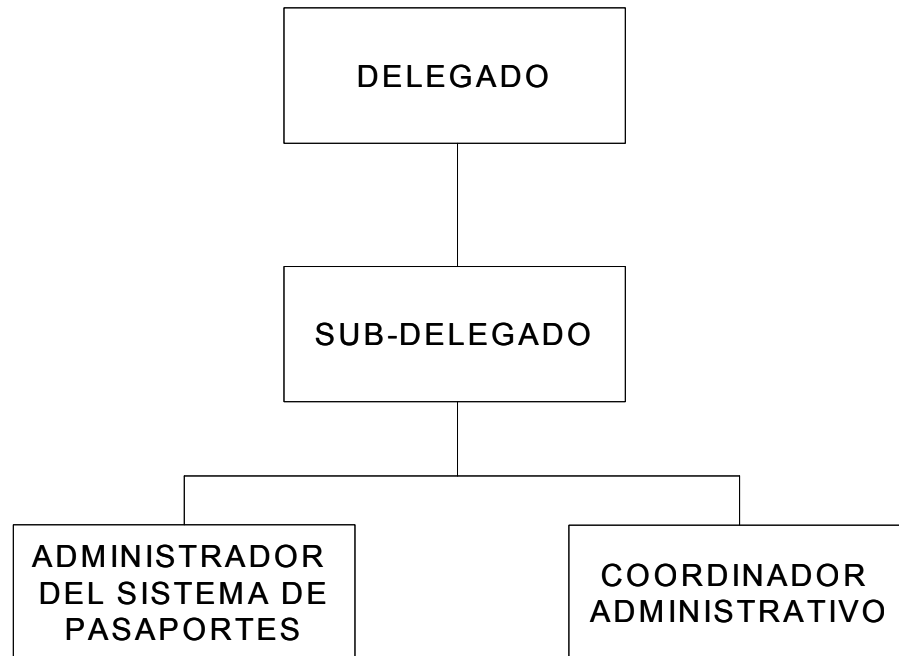 DELEGADO
SUB-DELEGADO
ADMINISTRADOR
DEL SISTEMA DE
PASAPORTES
COORDINADOR
ADMINISTRATIVO